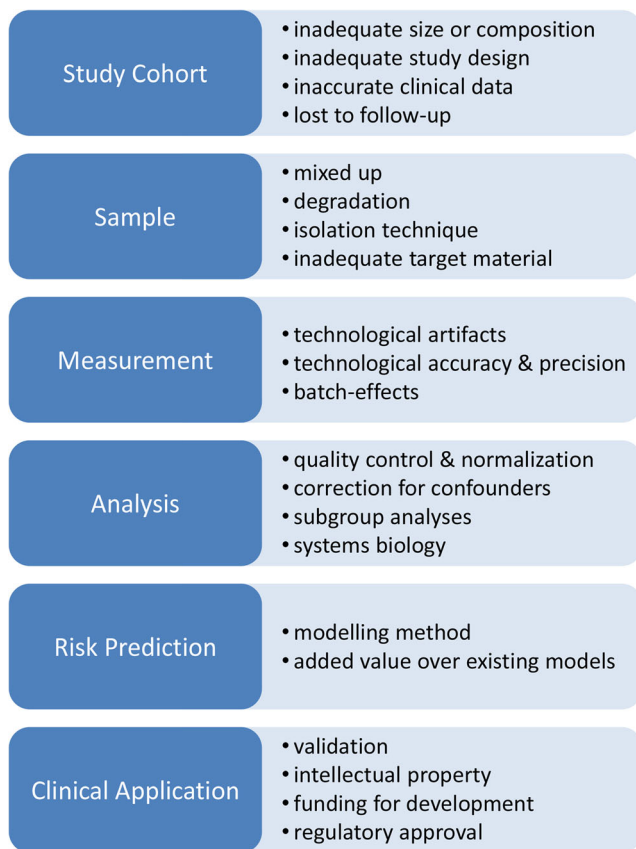 Study Cohort
• inadequate size or composition
• inadequate study design
• inaccurate clinical data
• lost to follow-up
Sample
• mixed up
• degradation
• isolation technique
• inadequate target material
Measurement
• technological artifacts
• technological accuracy & precision
• batch-effects
Analysis
• quality control & normalization
• correction for confounders
• subgroup analyses
• systems biology
Risk Prediction
• modelling method
• added value over existing models
Clinical Application
• validation
• intellectual property
• funding for development
• regulatory approval